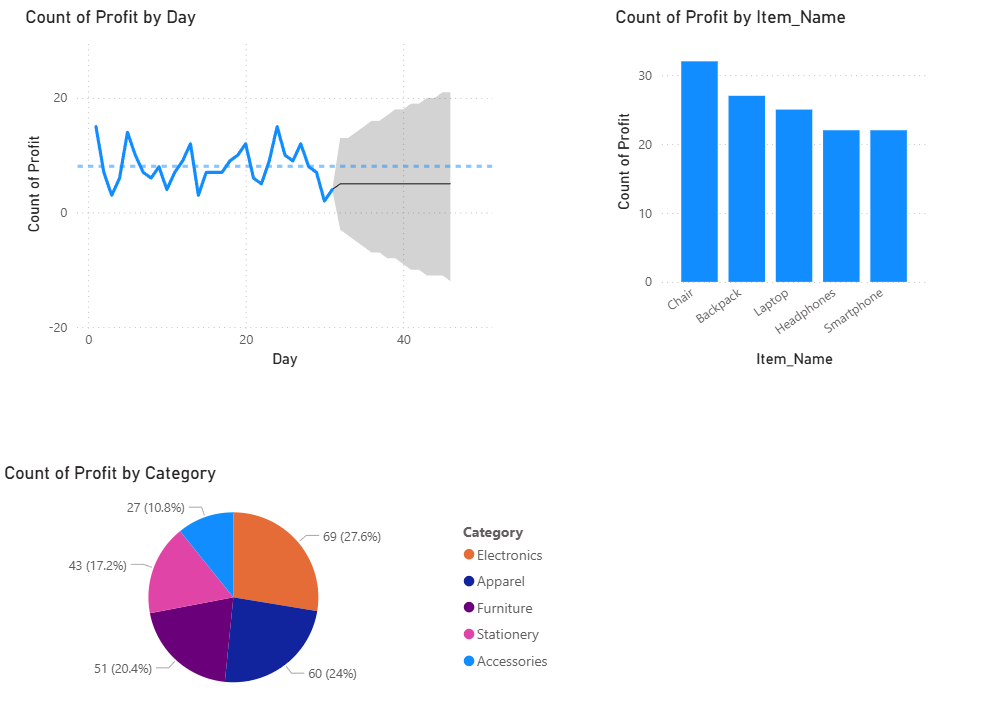 Count of Profit by Day
Count of Profit
20
0
-20
0
20
40
Day
Count of Profit by Item_Name
Count of Profit
30
20
10
0
Chair
Backpack
Laptop
Headphones
Smartphone
Item_Name
Count of Profit by Category
27 (10.8%)
69 (27.6%)
43 (17.2%)
51 (20.4%)
60 (24%)
Category
Electronics
Apparel
Furniture
Stationery
Accessories